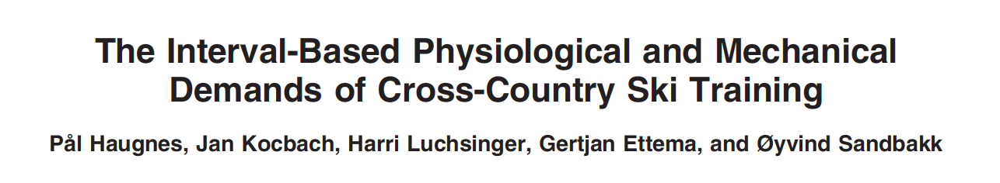 The Interval-Based Physiological and Mechanical
Demands of Cross-Country Ski Training
Pål Haugnes, Jan Kocbach, Harri Luchsinger, Gertjan Ettema, and Øyvind Sandbakk